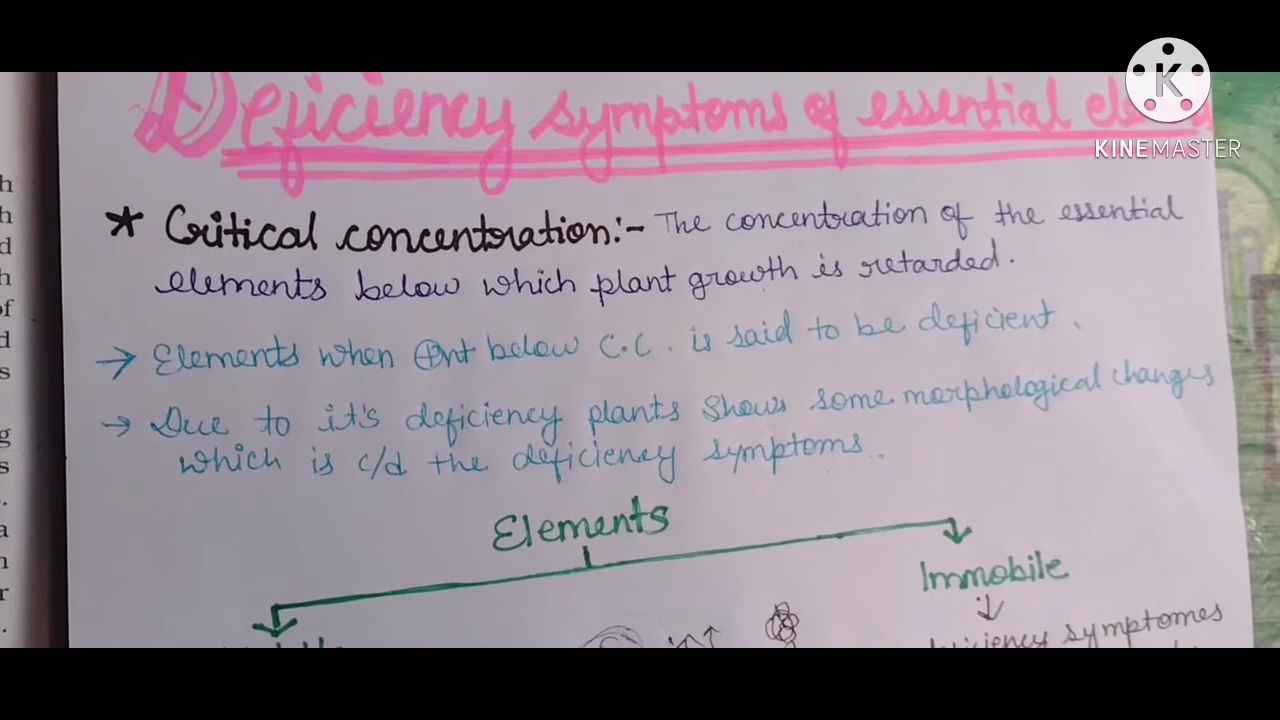 Deficiency symptoms of essential
KINEMASTER
* Critical concentration:- The concentration of the essential
elements below which plant growth is retarded.
→ Elements when Pnt below C.C. is said to be deficient.
→ Due to it's deficiency plants shows some morphological changes
which is c/d the deficiency symptoms.
Elements
Immobile
symptomes